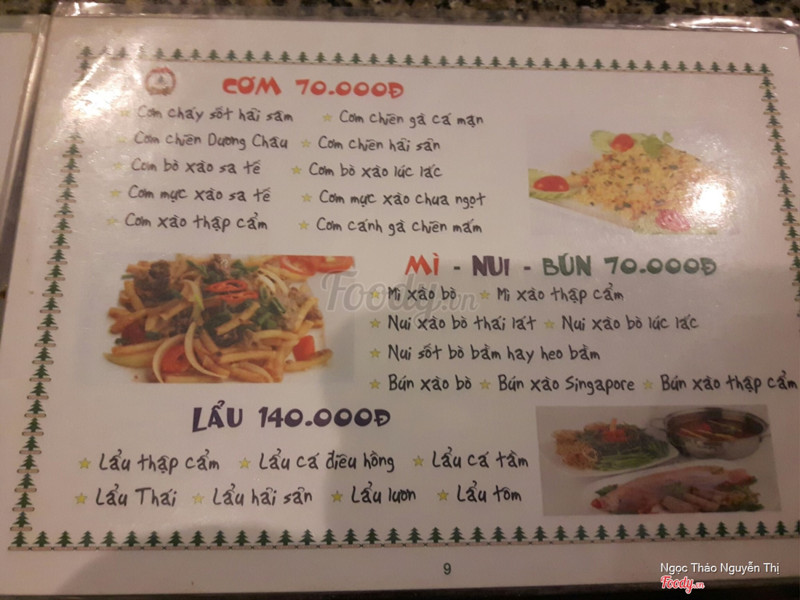 CƠM 70.000Đ
Cơm cháy sốt hải sâm Cơm chiên gà cá mặn
Cơm chiên Dương Châu Cơm chiên hải sản
Cơm bò xào sa tế Cơm bò xào lúc lắc
Cơm mực xào sa tế Cơm mực xào chua ngọt
Cơm xào thập cẩm Cơm cánh gà chiên mắm
MÌ - NUI - BÚN 70.000Đ
Mì xào bò Mì xào thập cẩm
Nui xào bò thái lát Nui xào bò lúc lắc
Nui sốt bò bằm hay heo bằm
Bún xào bò Bún xào Singapore Bún xào thập cẩm
LẨU 140.000Đ
Lẩu thập cẩm Lẩu cá điêu hồng Lẩu cá tầm
Lẩu Thái Lẩu hải sản Lẩu lươn Lẩu tôm
9
Foody.vn
Ngọc Thảo Nguyễn Thị
Foody.vn